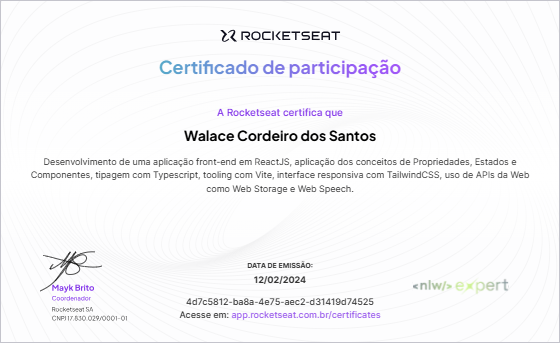 ROCKETSEAT
Certificado de participação
A Rocketseat certifica que
Walace Cordeiro dos Santos
Desenvolvimento de uma aplicação front-end em ReactJS, aplicação dos conceitos de Propriedades, Estados e
Componentes, tipagem com Typescript, tooling com Vite, interface responsiva com TailwindCSS, uso de APIs da Web
como Web Storage e Web Speech.
Mayk Brito
Coordenador
Rocketseat SA
CNPJ 17.830.029/0001-01
DATA DE EMISSÃO:
12/02/2024
4d7c5812-ba8a-4e75-aec2-d31419d74525
Acesse em: app.rocketseat.com.br/certificates
<nlw/> expert